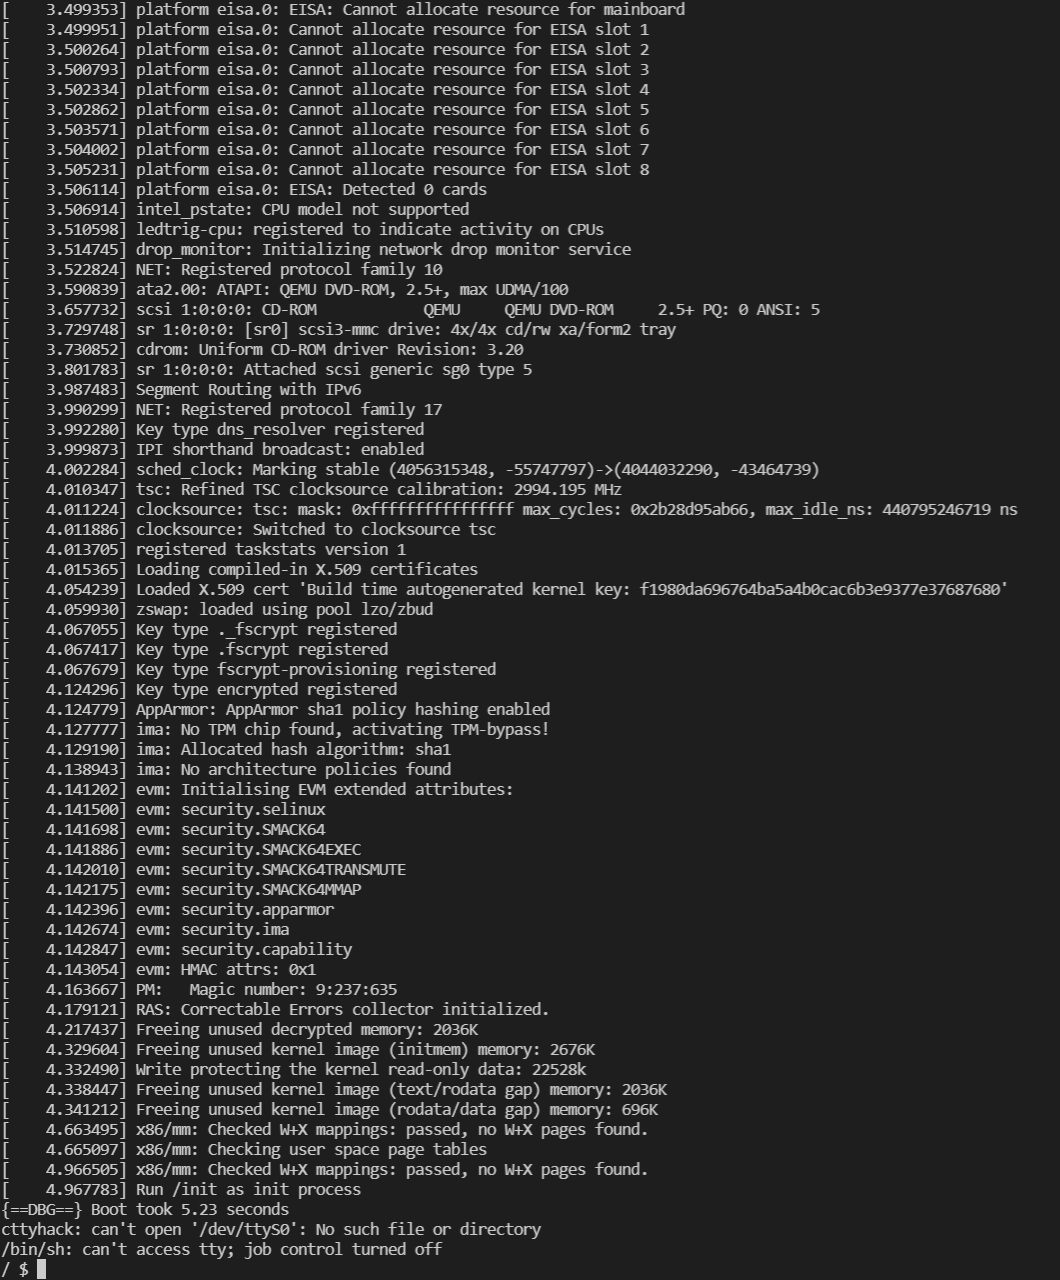 [    3.499353] platform eisa.0: EISA: Cannot allocate resource for mainboard
[    3.499951] platform eisa.0: Cannot allocate resource for EISA slot 1
[    3.500264] platform eisa.0: Cannot allocate resource for EISA slot 2
[    3.500793] platform eisa.0: Cannot allocate resource for EISA slot 3
[    3.502334] platform eisa.0: Cannot allocate resource for EISA slot 4
[    3.502862] platform eisa.0: Cannot allocate resource for EISA slot 5
[    3.503571] platform eisa.0: Cannot allocate resource for EISA slot 6
[    3.504002] platform eisa.0: Cannot allocate resource for EISA slot 7
[    3.505231] platform eisa.0: Cannot allocate resource for EISA slot 8
[    3.506114] platform eisa.0: EISA: Detected 0 cards
[    3.506914] intel_pstate: CPU model not supported
[    3.510598] ledtrig-cpu: registered to indicate activity on CPUs
[    3.514745] drop_monitor: Initializing network drop monitor service
[    3.522824] NET: Registered protocol family 10
[    3.590839] ata2.00: ATAPI: QEMU DVD-ROM, 2.5+, max UDMA/100
[    3.657732] scsi 1:0:0:0: CD-ROM            QEMU     QEMU DVD-ROM     2.5+ PQ: 0 ANSI: 5
[    3.729748] sr 1:0:0:0: [sr0] scsi3-mmc drive: 4x/4x cd/rw xa/form2 tray
[    3.730852] cdrom: Uniform CD-ROM driver Revision: 3.20
[    3.801783] sr 1:0:0:0: Attached scsi generic sg0 type 5
[    3.987483] Segment Routing with IPv6
[    3.990299] NET: Registered protocol family 17
[    3.992280] Key type dns_resolver registered
[    3.999873] IPI shorthand broadcast: enabled
[    4.002284] sched_clock: Marking stable (4056315348, -55747797)->(4044032290, -43464739)
[    4.010347] tsc: Refined TSC clocksource calibration: 2994.195 MHz
[    4.011224] clocksource: tsc: mask: 0xffffffffffffffff max_cycles: 0x2b28d95ab66, max_idle_ns: 440795246719 ns
[    4.011886] clocksource: Switched to clocksource tsc
[    4.013705] registered taskstats version 1
[    4.015365] Loading compiled-in X.509 certificates
[    4.054239] Loaded X.509 cert 'Build time autogenerated kernel key: f1980da696764ba5a4b0cac6b3e9377e37687680'
[    4.059930] zswap: loaded using pool lzo/zbud
[    4.067055] Key type ._fscrypt registered
[    4.067417] Key type .fscrypt registered
[    4.067679] Key type fscrypt-provisioning registered
[    4.124296] Key type encrypted registered
[    4.124779] AppArmor: AppArmor sha1 policy hashing enabled
[    4.127777] ima: No TPM chip found, activating TPM-bypass!
[    4.129190] ima: Allocated hash algorithm: sha1
[    4.138943] ima: No architecture policies found
[    4.141202] evm: Initialising EVM extended attributes:
[    4.141500] evm: security.selinux
[    4.141698] evm: security.SMACK64
[    4.141886] evm: security.SMACK64EXEC
[    4.142010] evm: security.SMACK64TRANSMUTE
[    4.142175] evm: security.SMACK64MMAP
[    4.142396] evm: security.apparmor
[    4.142674] evm: security.ima
[    4.142847] evm: security.capability
[    4.143054] evm: HMAC attrs: 0x1
[    4.163667] PM:   Magic number: 9:237:635
[    4.179121] RAS: Correctable Errors collector initialized.
[    4.217437] Freeing unused decrypted memory: 2036K
[    4.329604] Freeing unused kernel image (initmem) memory: 2676K
[    4.332490] Write protecting the kernel read-only data: 22528k
[    4.338447] Freeing unused kernel image (text/rodata gap) memory: 2036K
[    4.341212] Freeing unused kernel image (rodata/data gap) memory: 696K
[    4.663495] x86/mm: Checked W+X mappings: passed, no W+X pages found.
[    4.665097] x86/mm: Checking user space page tables
[    4.966505] x86/mm: Checked W+X mappings: passed, no W+X pages found.
[    4.967783] Run /init as init process
{==DBG==} Boot took 5.23 seconds
cttyhack: can't open '/dev/ttyS0': No such file or directory
/bin/sh: can't access tty; job control turned off
/ $